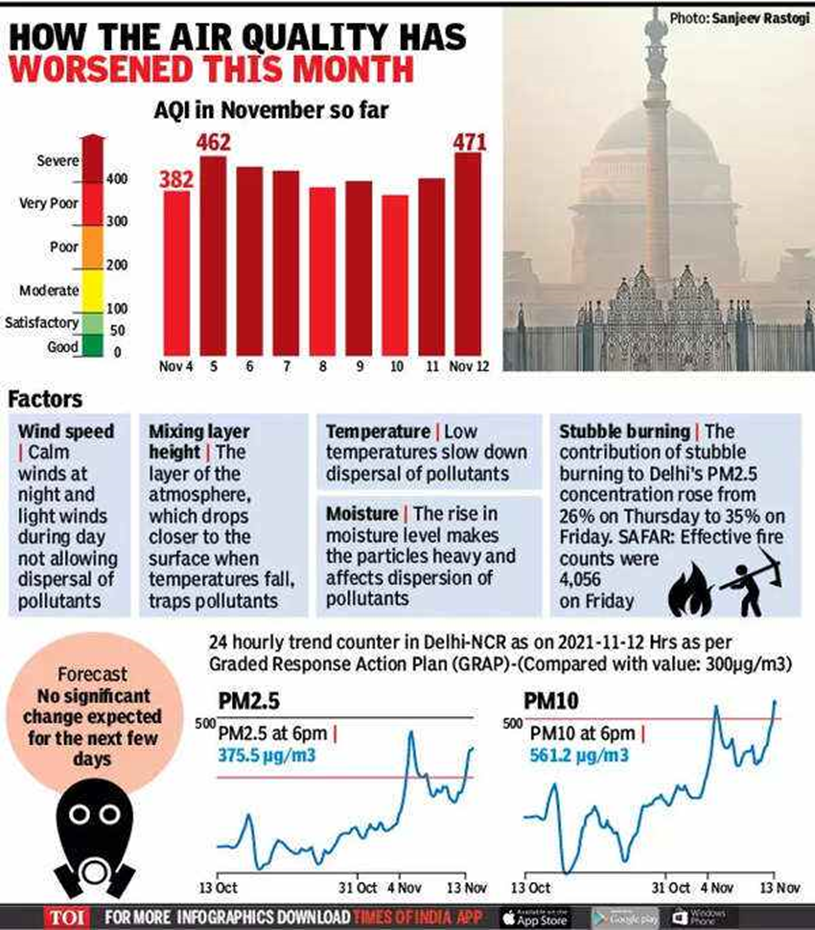 HOW THE AIR QUALITY HAS
WORSENED THIS MONTH
Photo: Sanjeev Rastogi
AQI in November so far
Severe
400
Very Poor
300
Poor
200
Moderate
100
Satisfactory
50
Good
0
382
462
471
Nov 4 5 6 7 8 9 10 11 Nov 12
Factors
Wind speed
| Calm
winds at
night and
light winds
during day
not allowing
dispersal of
pollutants
Mixing layer
height | The
layer of the
atmosphere,
which drops
closer to the
surface when
temperatures fall,
traps pollutants
Temperature | Low
temperatures slow down
dispersal of pollutants
Moisture | The rise in
moisture level makes
the particles heavy and
affects dispersion of
pollutants
Stubble burning | The
contribution of stubble
burning to Delhi's PM2.5
concentration rose from
26% on Thursday to 35% on
Friday. SAFAR: Effective fire
counts were
4,056
on Friday
Forecast
No significant
change expected
for the next few
days
24 hourly trend counter in Delhi-NCR as on 2021-11-12 Hrs as per
Graded Response Action Plan (GRAP)-(Compared with value: 300µg/m3)
PM2.5
500
PM2.5 at 6pm |
375.5 µg/m3
13 Oct 31 Oct 4 Nov 13 Nov
PM10
500
PM10 at 6pm |
561.2 µg/m3
13 Oct 31 Oct 4 Nov 13 Nov
TOI FOR MORE INFOGRAPHICS DOWNLOAD TIMES OF INDIA APP
Available on the
App Store
Google play
Windows
Phone